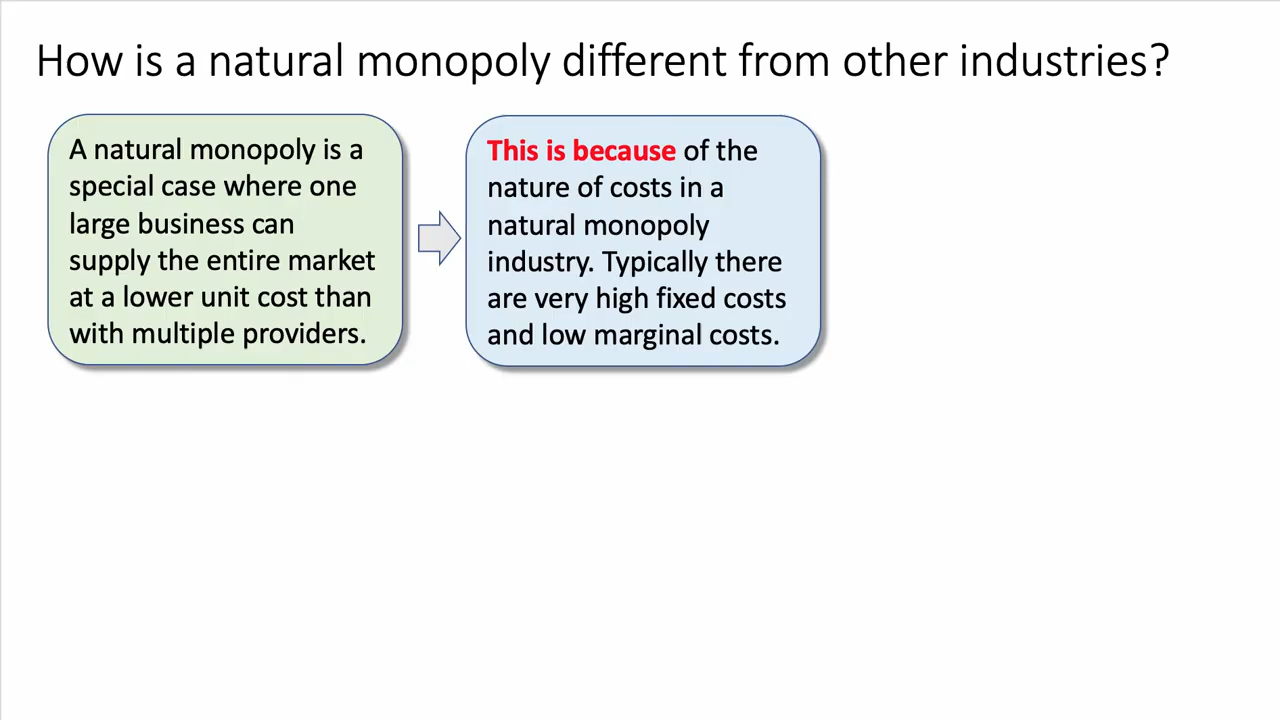 How is a natural monopoly different from other industries?
A natural monopoly is a
special case where one
large business can
supply the entire market
at a lower unit cost than
with multiple providers.
This is because of the
nature of costs in a
natural monopoly
industry. Typically there
are very high fixed costs
and low marginal costs.